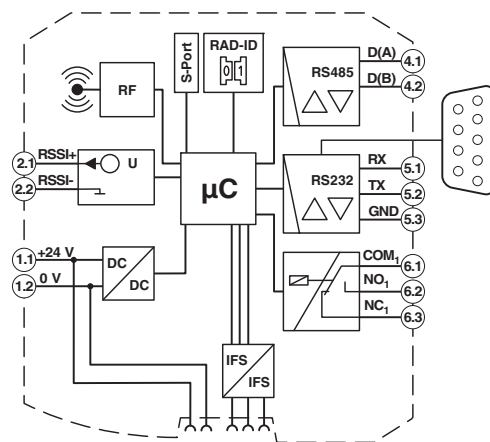 S-Port
RAD-ID
0 1
RF
RS485
D(A)
4.1
D(B)
4.2
2.1
RSSI+
U
2.2
RSSI-
µC
RS232
RX
5.1
TX
5.2
GND
5.3
1.1
+24 V
1.2
0 V
DC
DC
COM1
6.1
NO1
6.2
NC1
6.3
IFS
IFS